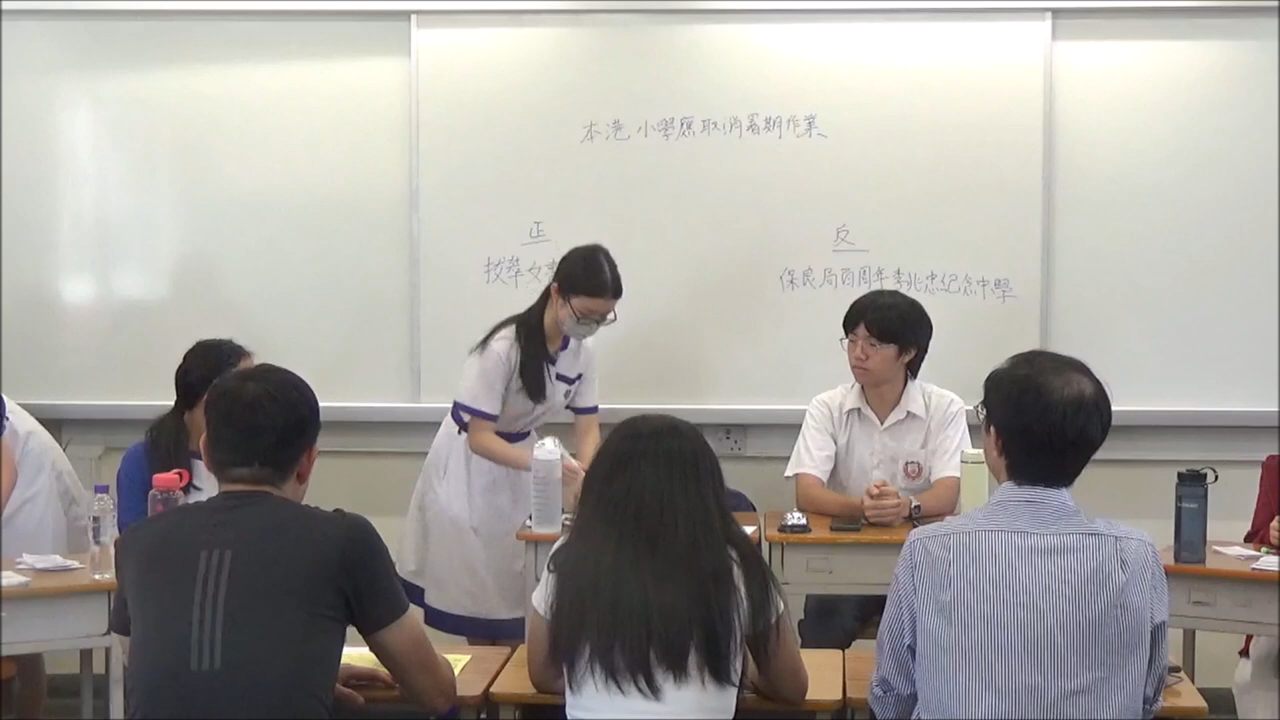 本港小學應取消暑期作業
正
反
拔萃女
保良局百周年李兆忠紀念中學